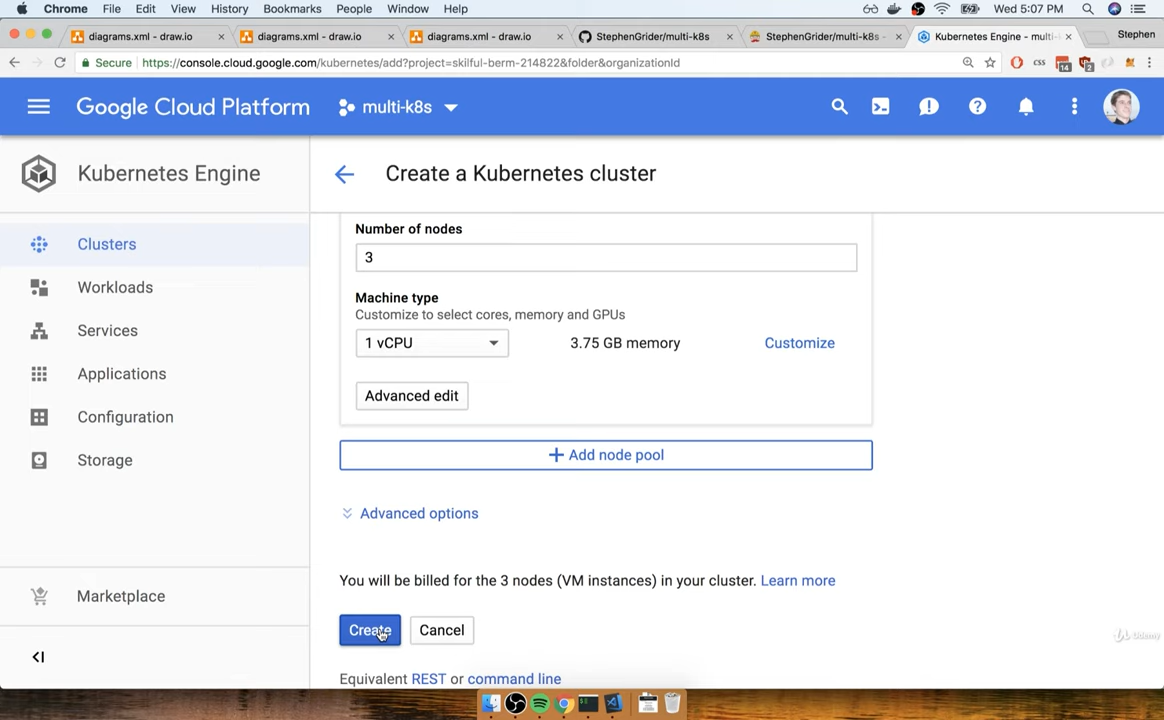 Chrome File Edit View History Bookmarks People Window Help Wed 5:07 PM
diagrams.xml - draw.io diagrams.xml - draw.io diagrams.xml - draw.io StephenGrider/multi-k8s StephenGrider/multi-k8s - Kubernetes Engine - multi- Stephen
Secure https://console.cloud.google.com/kubernetes/add?project=skilful-berm-214822&folder&organizationId css 14 2
Google Cloud Platform multi-k8s
Kubernetes Engine
Create a Kubernetes cluster
Clusters
Workloads
Services
Applications
Configuration
Storage
Marketplace
Number of nodes
3
Machine type
Customize to select cores, memory and GPUs
1 vCPU 3.75 GB memory Customize
Advanced edit
Add node pool
Advanced options
You will be billed for the 3 nodes (VM instances) in your cluster. Learn more
Create Cancel
Equivalent REST or command line
Udemy